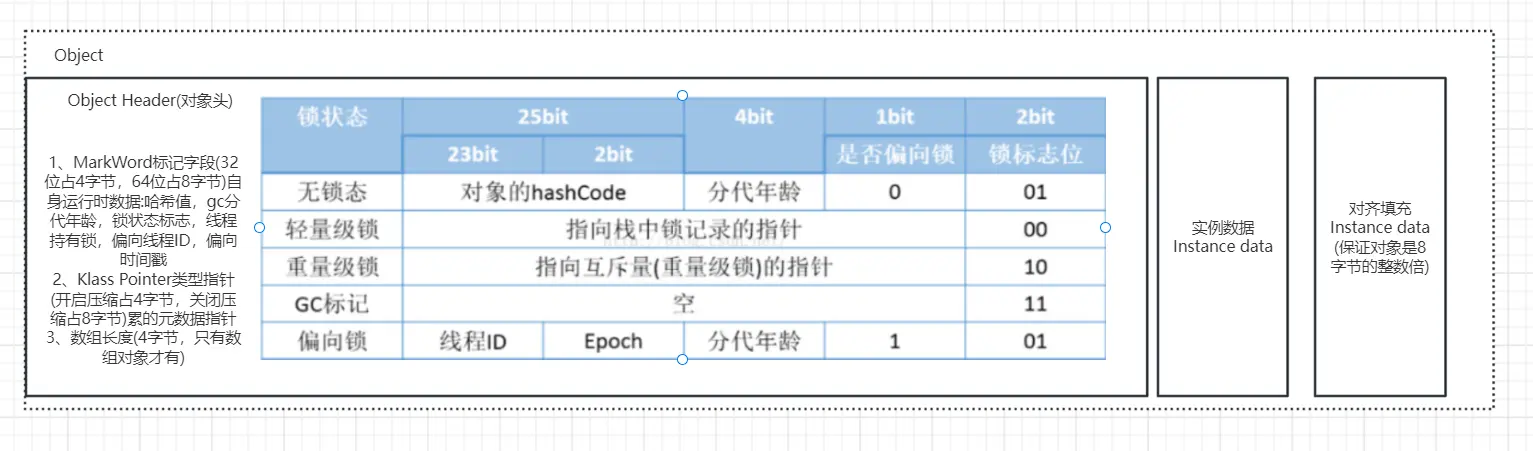 Object
Object Header(对象头)
1、MarkWord标记字段(32
位占4字节，64位占8字节)自
身运行时数据:哈希值，gc分
代年龄，锁状态标志，线程
持有锁，偏向线程ID，偏向
时间戳
2、Klass Pointer类型指针
(开启压缩占4字节，关闭压
缩占8字节)累的元数据指针
3、数组长度(4字节，只有数
组对象才有)
锁状态 25bit 4bit 1bit 2bit
23bit 2bit 是否偏向锁 锁标志位
无锁态 对象的hashCode 分代年龄 0 01
轻量级锁 指向栈中锁记录的指针 00
重量级锁 指向互斥量(重量级锁)的指针 10
GC标记 空 11
偏向锁 线程ID Epoch 分代年龄 1 01
实例数据
Instance data
对齐填充
Instance data
(保证对象是8
字节的整数倍)